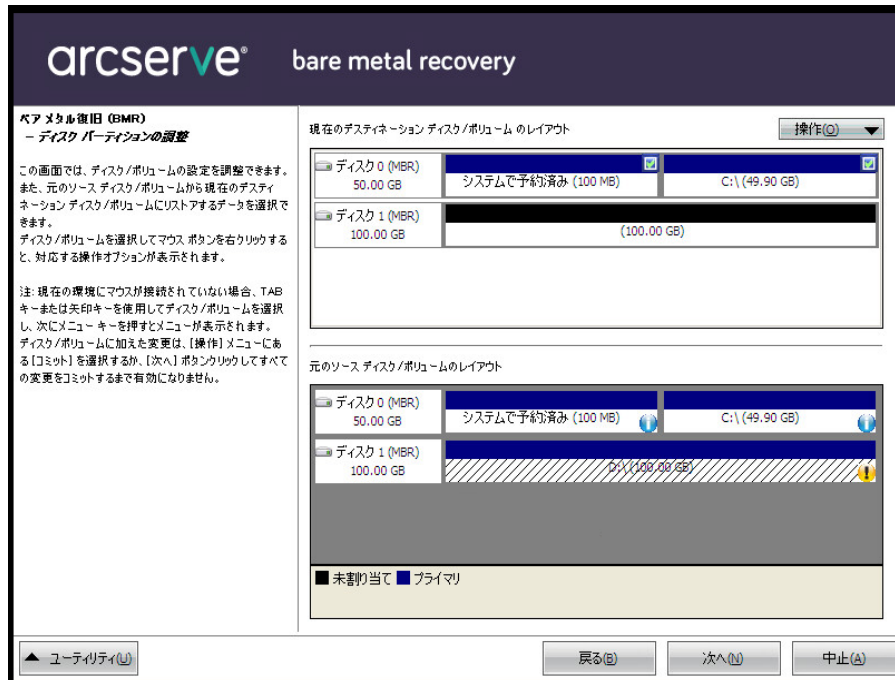 arcserve® bare metal recovery
ベア メタル復旧 (BMR)
– ディスク パーティションの調整
この画面では、ディスク/ボリュームの設定を調整できます。
また、元のソース ディスク/ボリュームから現在のデスティ
ネーション ディスク/ボリュームにリストアするデータを選択で
きます。
ディスク/ボリュームを選択してマウス ボタンを右クリックする
と、対応する操作オプションが表示されます。
注: 現在の環境にマウスが接続されていない場合、TAB
キーまたは矢印キーを使用してディスク/ボリュームを選択
し、次にメニュー キーを押すとメニューが表示されます。
ディスク/ボリュームに加えた変更は、[操作] メニューにあ
る [コミット] を選択するか、[次へ] ボタンクリックしてすべて
の変更をコミットするまで有効になりません。
現在のデスティネーション ディスク/ボリューム のレイアウト
操作(O)
ディスク 0 (MBR)
50.00 GB
システムで予約済み (100 MB)
C:\ (49.90 GB)
ディスク 1 (MBR)
100.00 GB
(100.00 GB)
元のソース ディスク/ボリュームのレイアウト
ディスク 0 (MBR)
50.00 GB
システムで予約済み (100 MB)
C:\ (49.90 GB)
ディスク 1 (MBR)
100.00 GB
D:\ (100.00 GB)
未割り当て プライマリ
ユーティリティ(U)
戻る(B)
次へ(N)
中止(A)